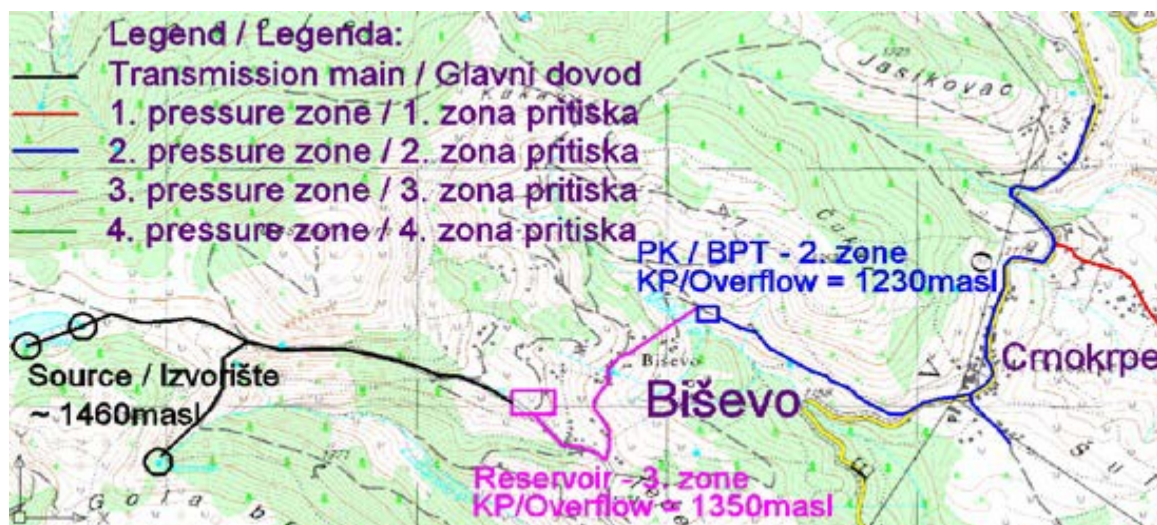 Legend / Legenda:
Transmission main / Glavni dovod
1. pressure zone / 1. zona pritiska
2. pressure zone / 2. zona pritiska
3. pressure zone / 3. zona pritiska
4. pressure zone / 4. zona pritiska
Jasikovac
PK / BPT - 2. zone
KP/Overflow = 1230masl
Crnokrpe
Biševo
Biševo
Source / Izvorište
~ 1460masl
Reservoir - 3. zone
KP/Overflow = 1350masl
Gora
X